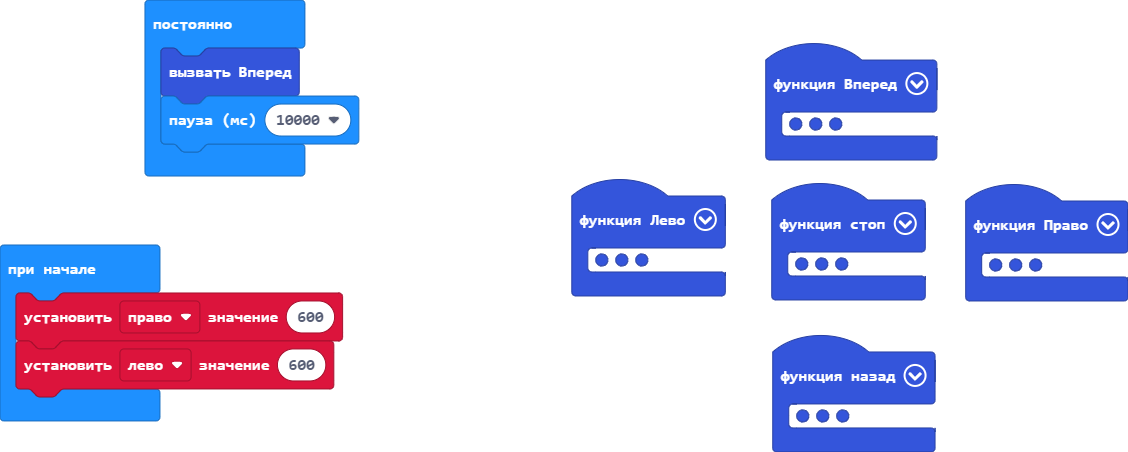 постоянно
вызвать Вперед
пауза (мс) 10000
при начале
установить право значение 600
установить лево значение 600
функция Вперед
функция Лево
функция стоп
функция Право
функция назад